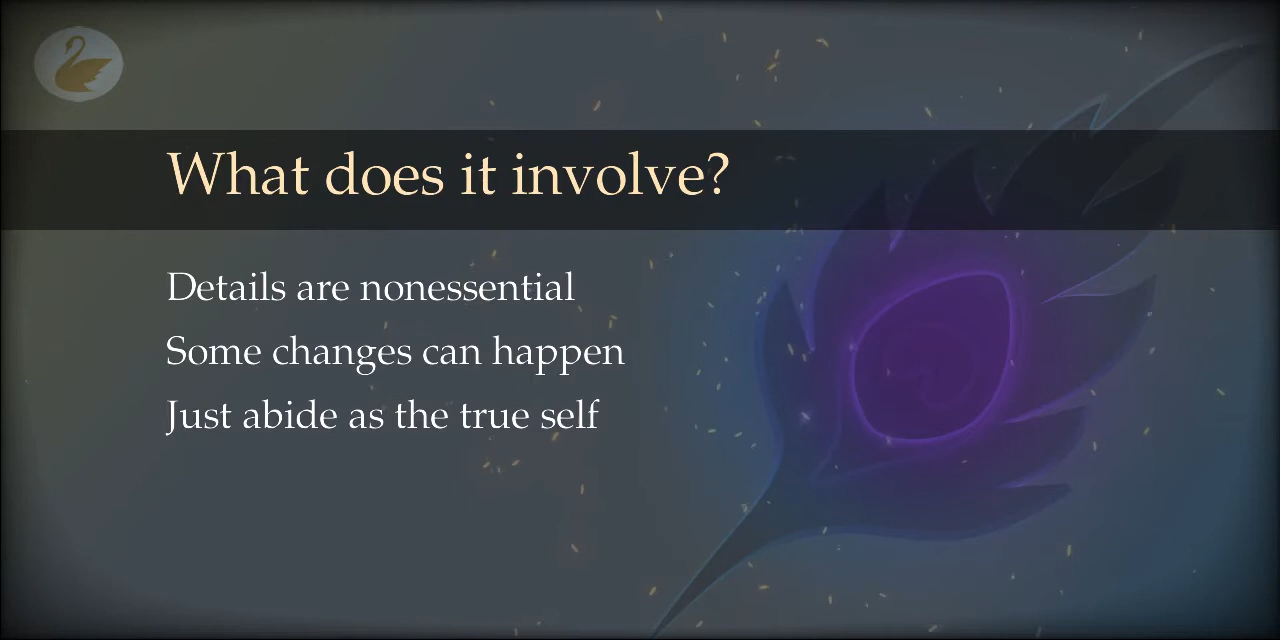 What does it involve?
Details are nonessential
Some changes can happen
Just abide as the true self